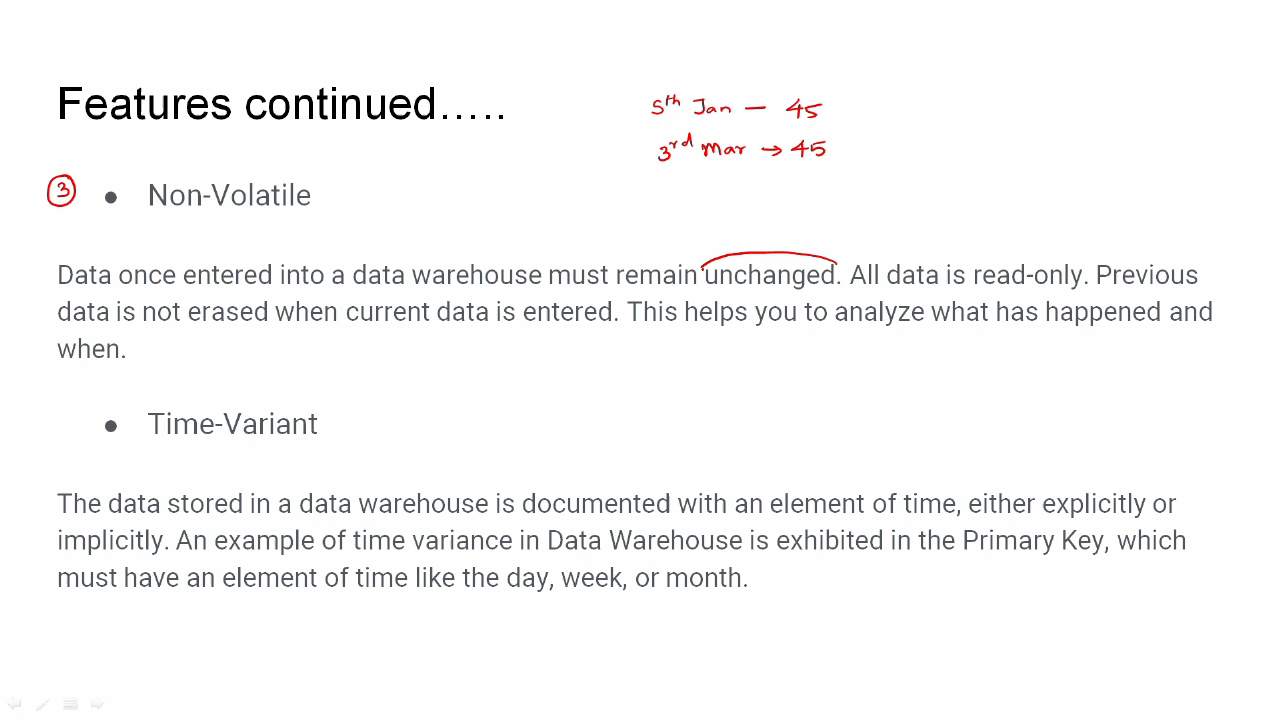 Features continued.....
5th Jan — 45
3rd Mar → 45
③ ● Non-Volatile
Data once entered into a data warehouse must remain unchanged. All data is read-only. Previous
data is not erased when current data is entered. This helps you to analyze what has happened and
when.
● Time-Variant
The data stored in a data warehouse is documented with an element of time, either explicitly or
implicitly. An example of time variance in Data Warehouse is exhibited in the Primary Key, which
must have an element of time like the day, week, or month.